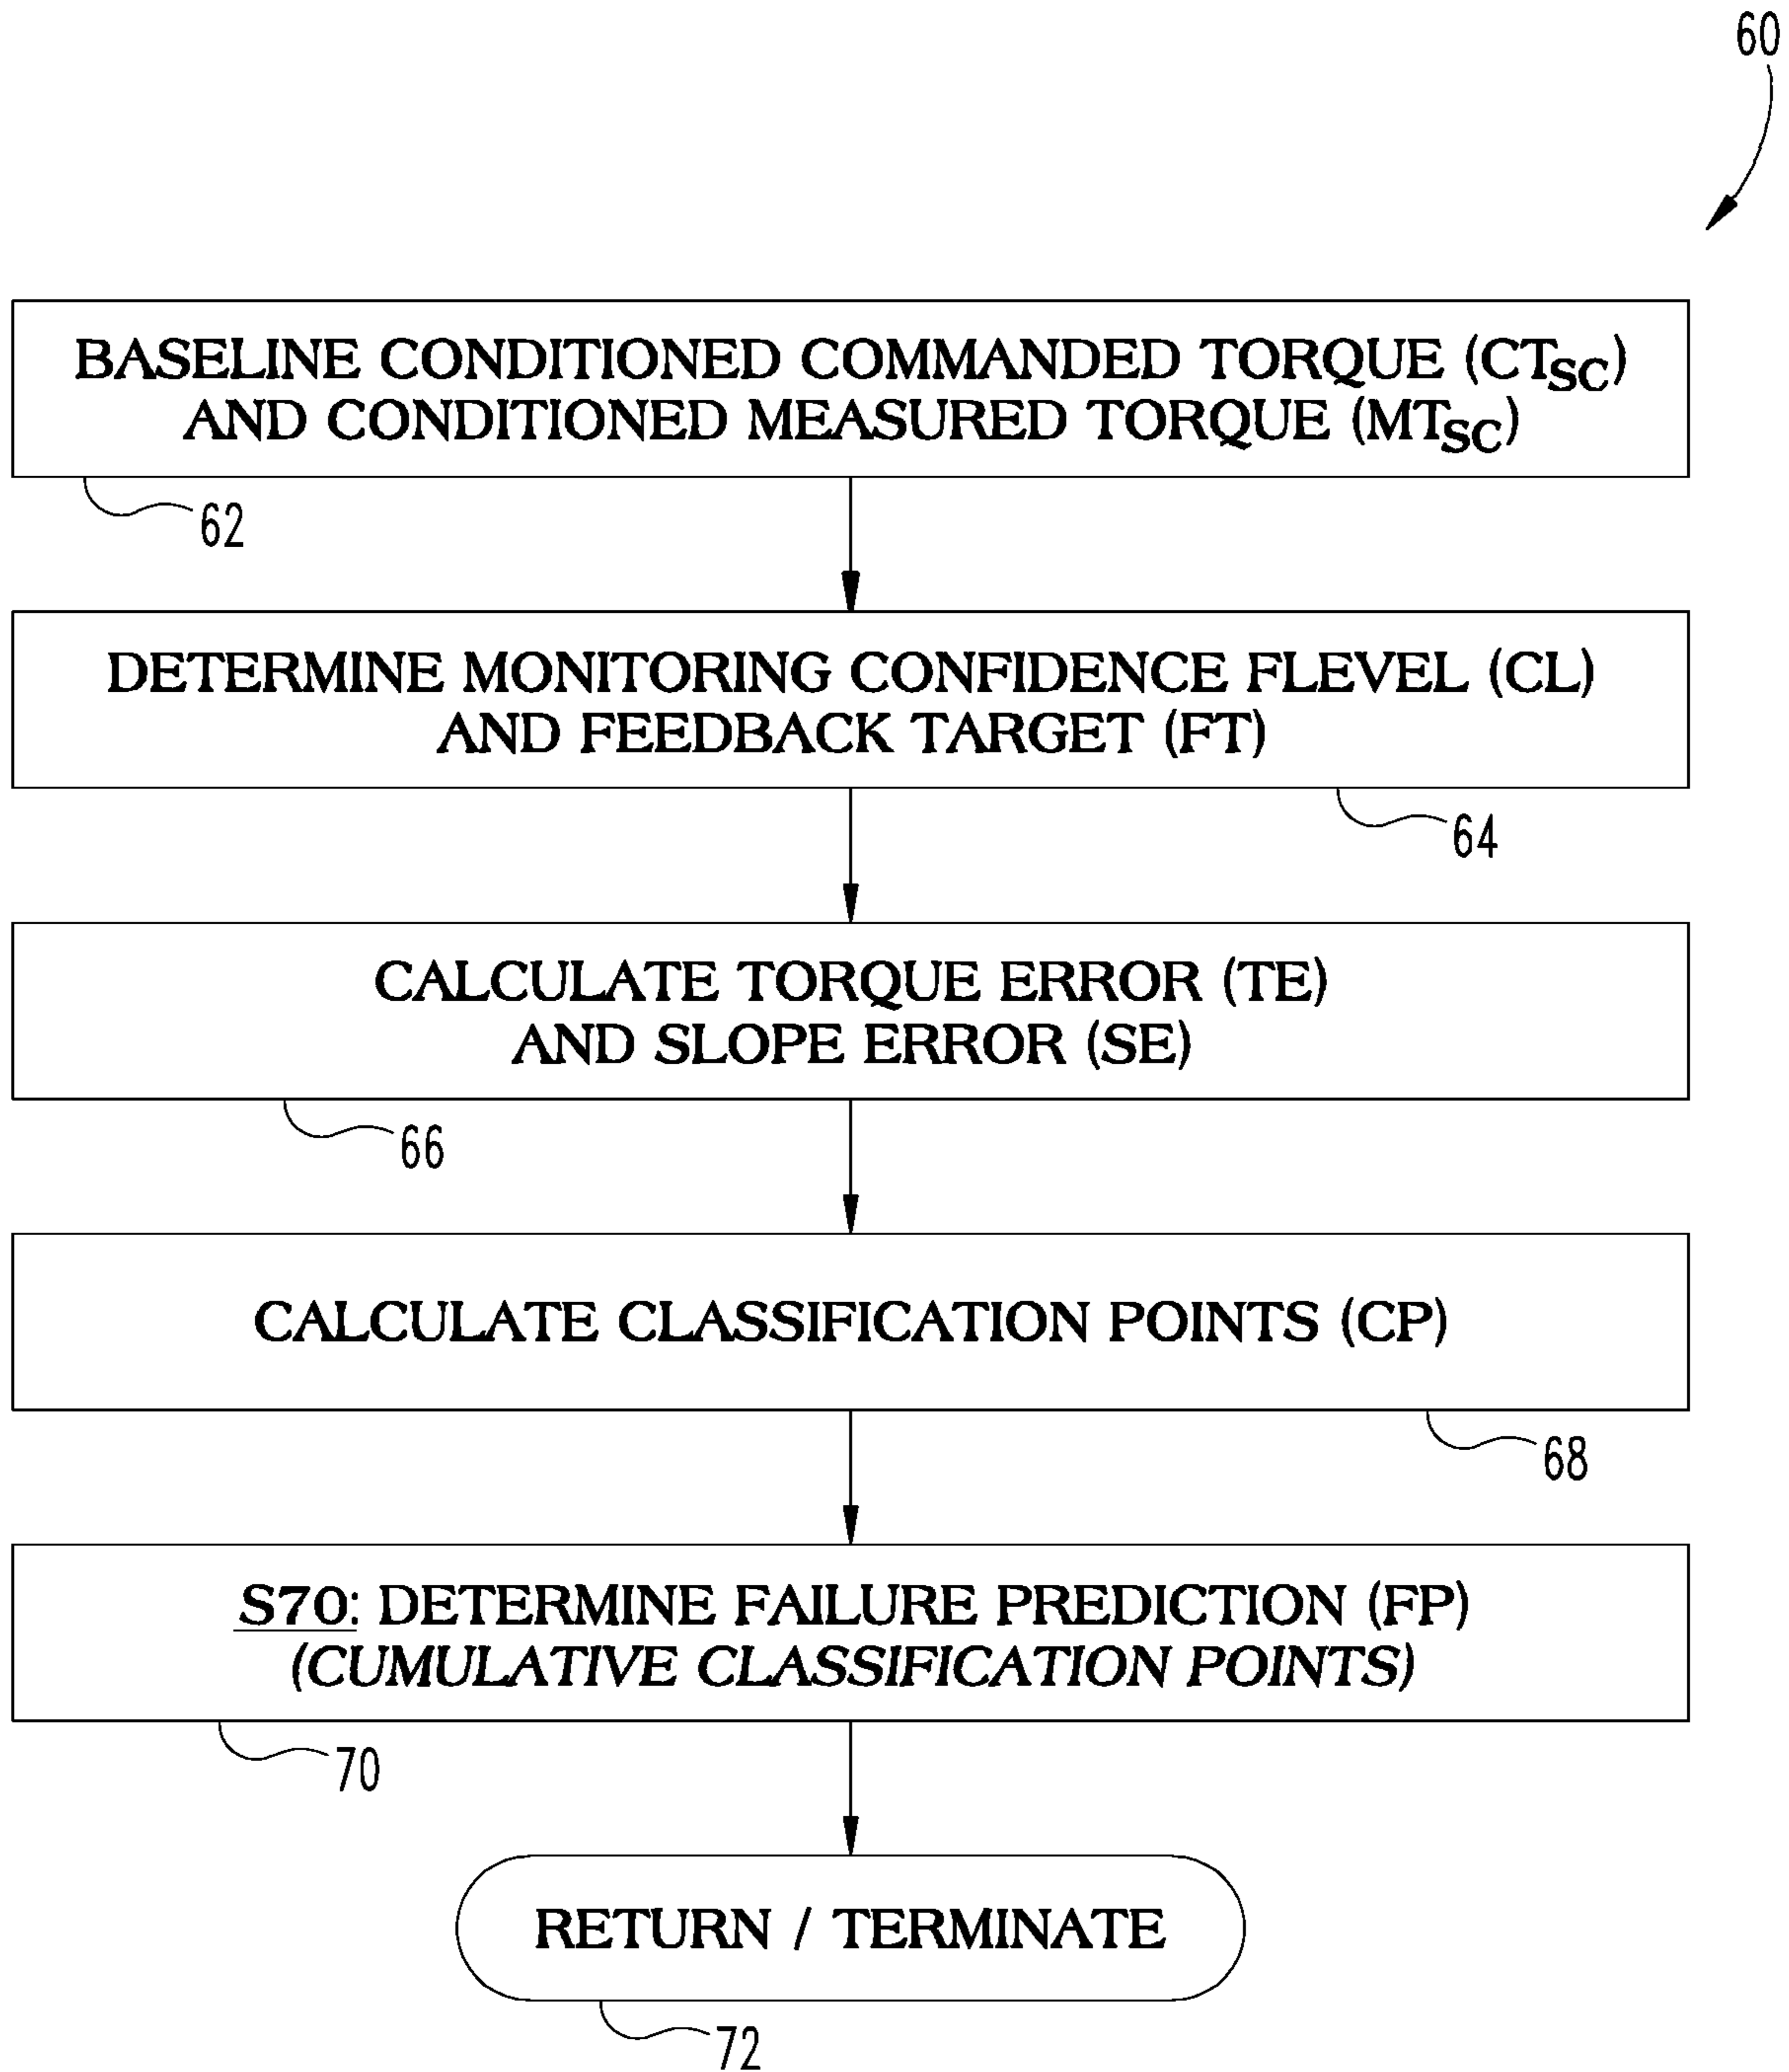 60
BASELINE CONDITIONED COMMANDED TORQUE (CTSC)
AND CONDITIONED MEASURED TORQUE (MTSC)
62
DETERMINE MONITORING CONFIDENCE FLEVEL (CL)
AND FEEDBACK TARGET (FT)
64
CALCULATE TORQUE ERROR (TE)
AND SLOPE ERROR (SE)
66
CALCULATE CLASSIFICATION POINTS (CP)
68
S70: DETERMINE FAILURE PREDICTION (FP)
(CUMULATIVE CLASSIFICATION POINTS)
70
RETURN / TERMINATE
72